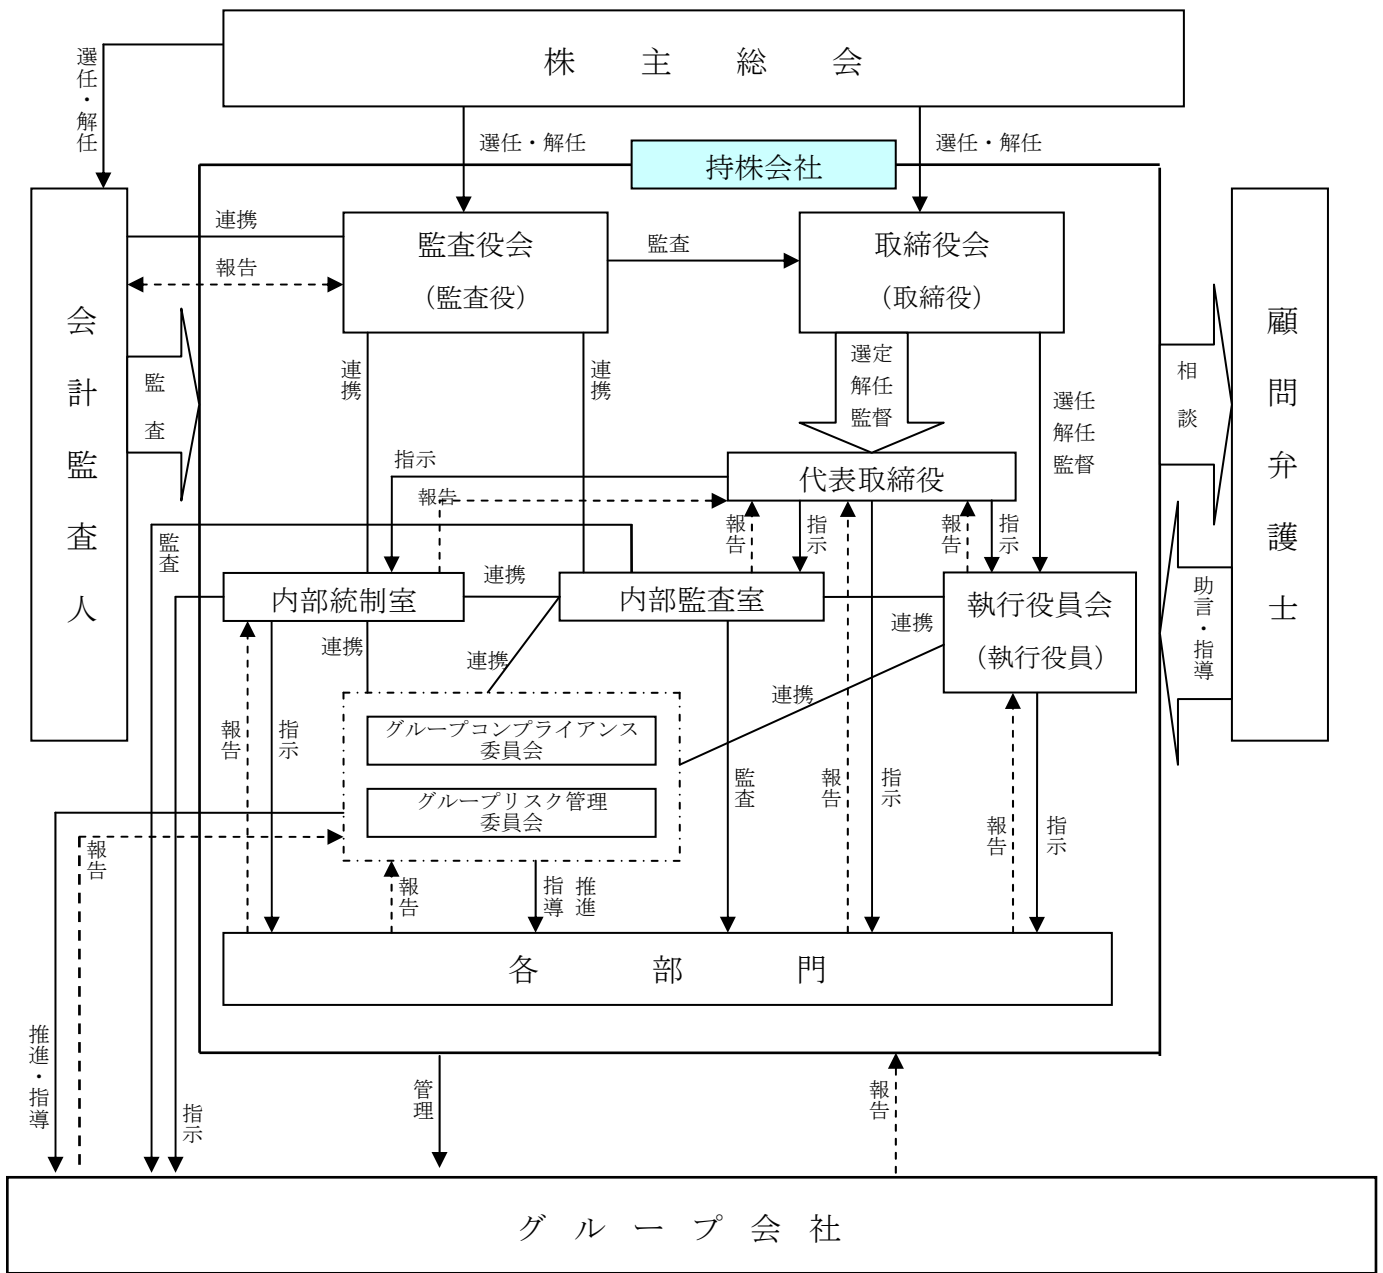 株主総会
選任・解任
選任・解任
選任・解任
持株会社
会計監査人
連携
報告
監査
監査役会
（監査役）
監査
取締役会
（取締役）
顧問弁護士
相談
助言・指導
連携
連携
選定
解任
監督
選任
解任
監督
代表取締役
指示
報告
報告
指示
報告
指示
監査
内部統制室
連携
内部監査室
連携
執行役員会
（執行役員）
連携
連携
連携
報告
指示
グループコンプライアンス
委員会
グループリスク管理
委員会
監査
報告
指示
報告
指示
報告
報告
指導
推進
各部門
推進・指導
指示
管理
報告
グループ会社